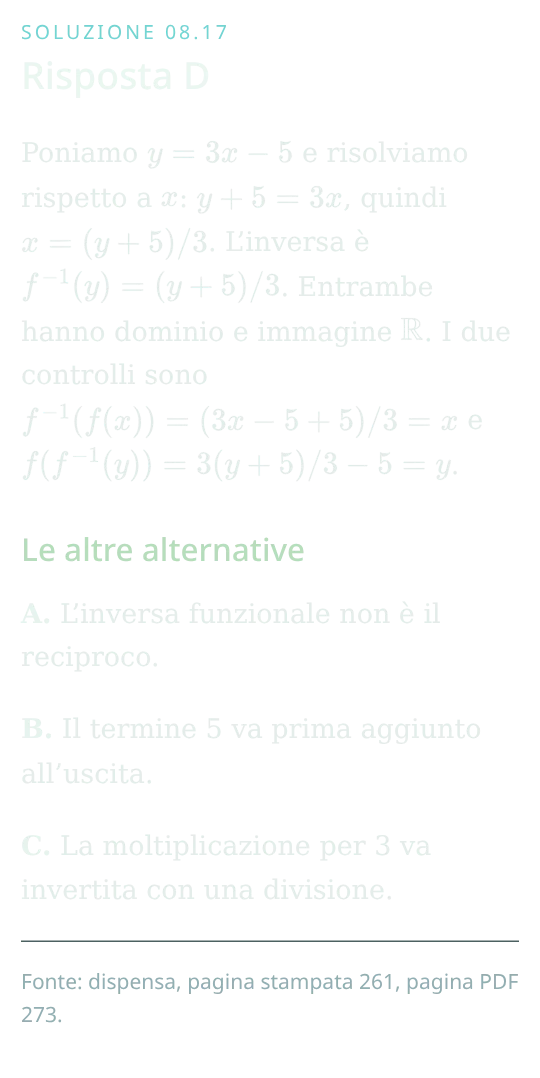 SOLUZIONE 08.17
Risposta D
Poniamo y = 3x − 5 e risolviamo
rispetto a x: y + 5 = 3x, quindi
x = (y + 5)/3. L’inversa è
f⁻¹(y) = (y + 5)/3. Entrambe
hanno dominio e immagine ℝ. I due
controlli sono
f⁻¹(f(x)) = (3x − 5 + 5)/3 = x e
f(f⁻¹(y)) = 3(y + 5)/3 − 5 = y.
Le altre alternative
A. L’inversa funzionale non è il
reciproco.
B. Il termine 5 va prima aggiunto
all’uscita.
C. La moltiplicazione per 3 va
invertita con una divisione.
Fonte: dispensa, pagina stampata 261, pagina PDF
273.